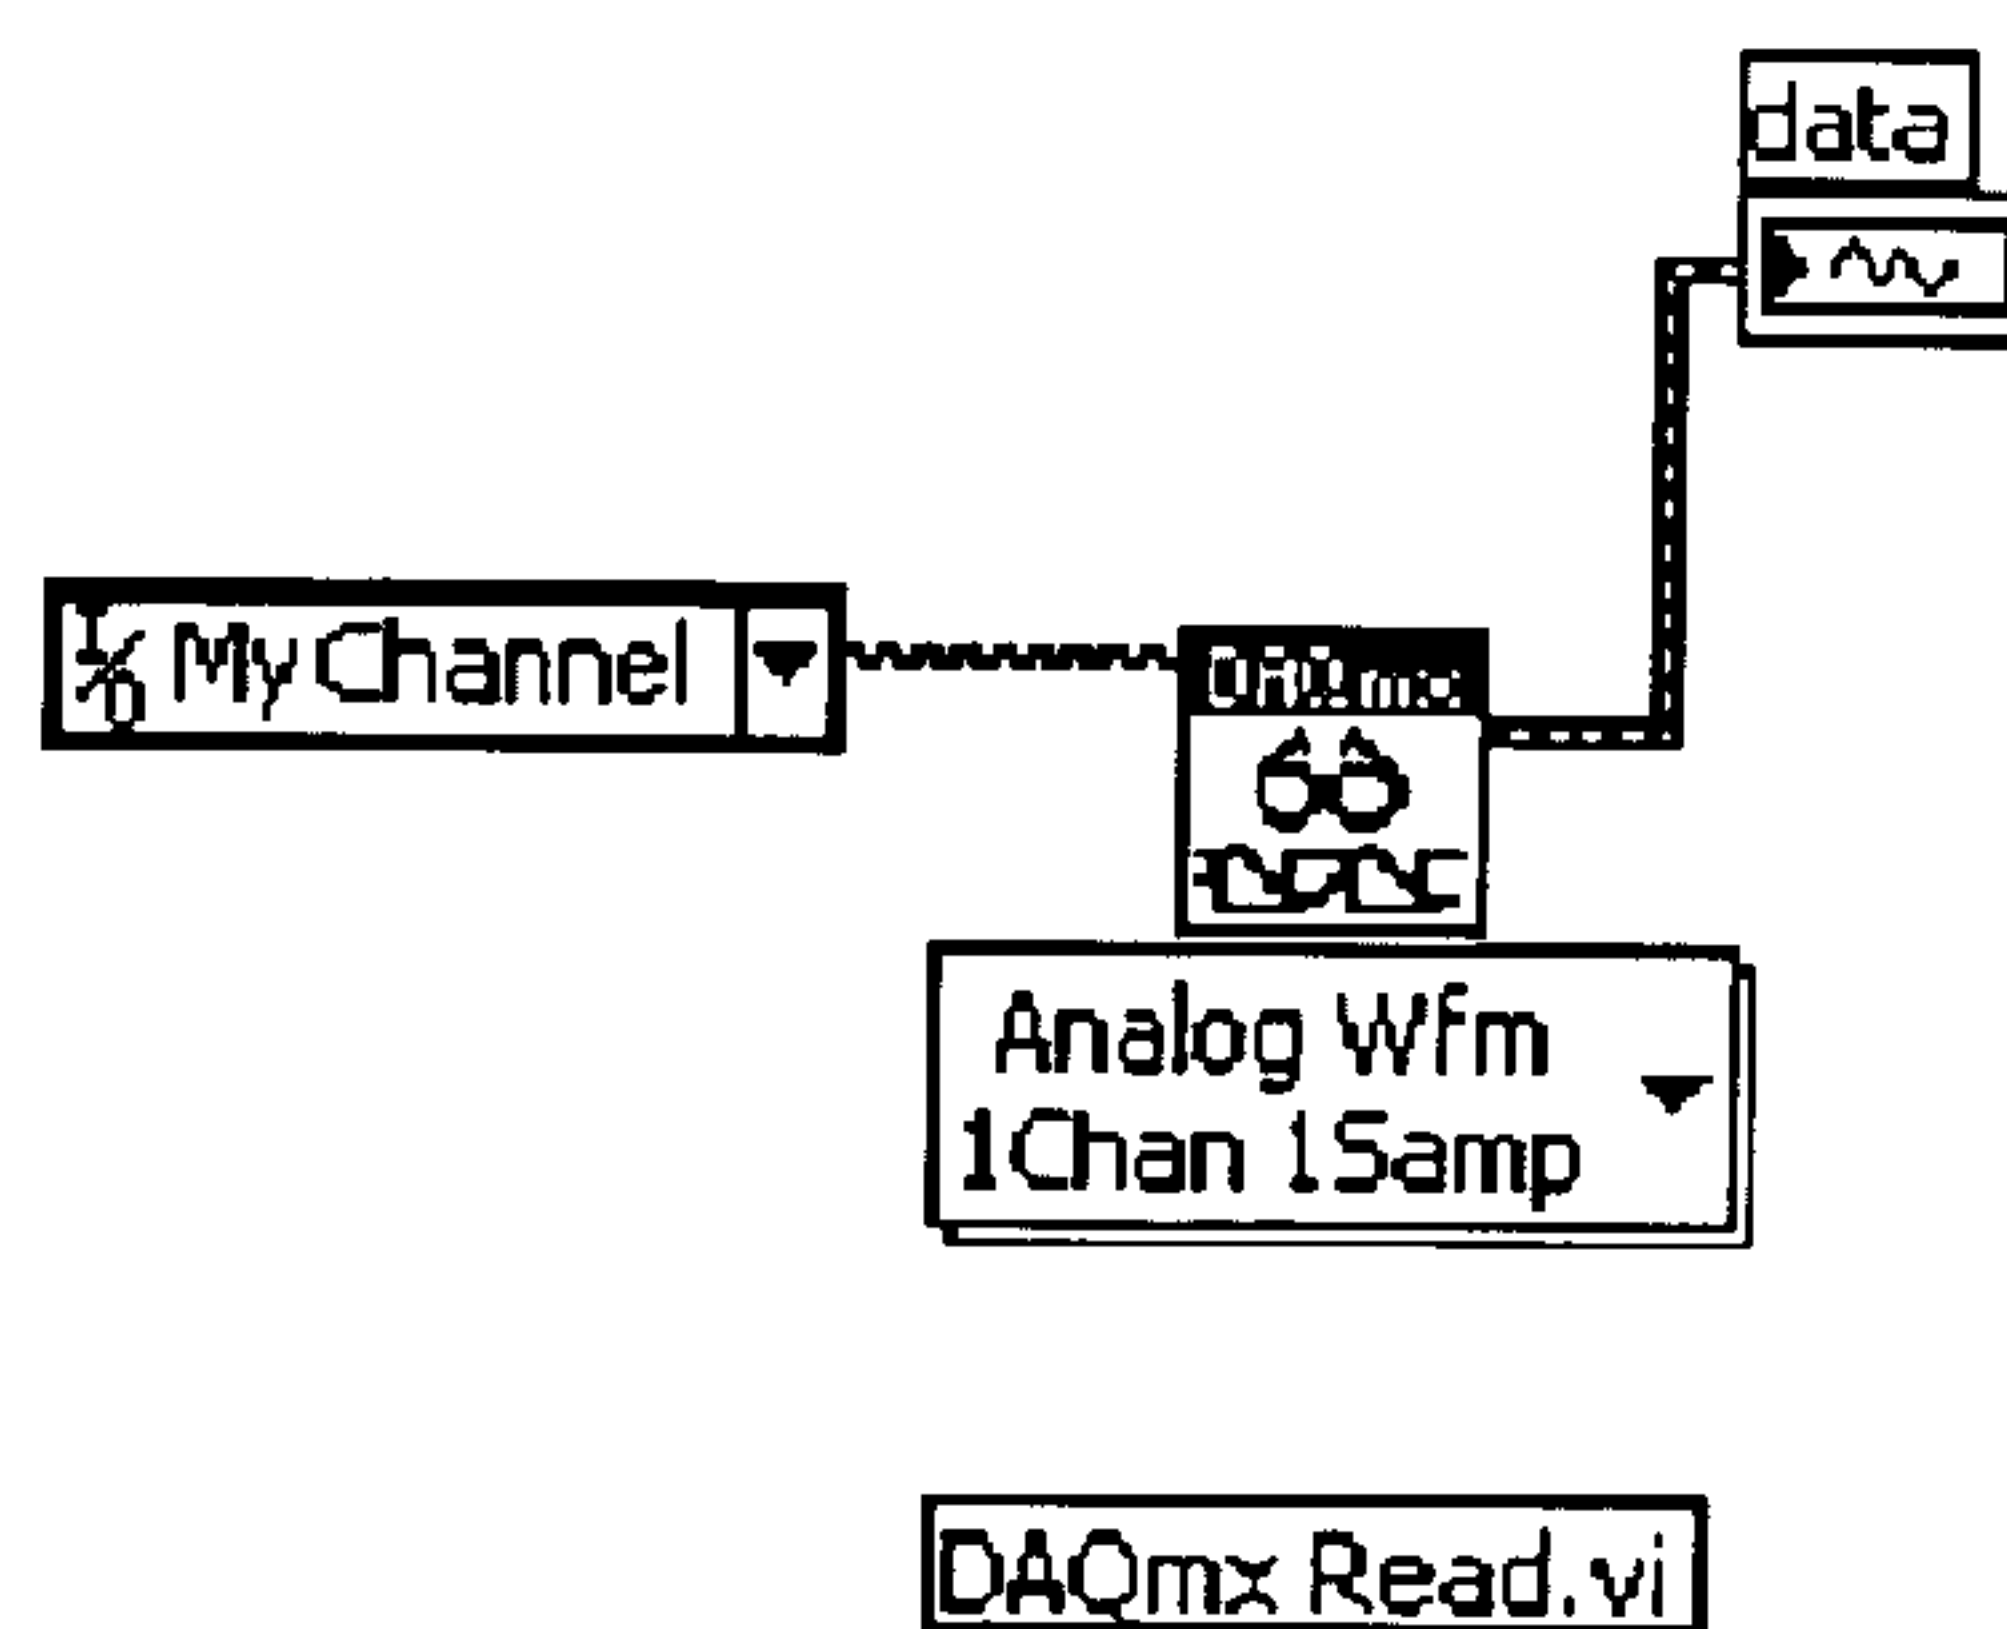 data
My Channel
DAQmx
Analog Wfm
1Chan 1Samp
DAQmx Read.vi